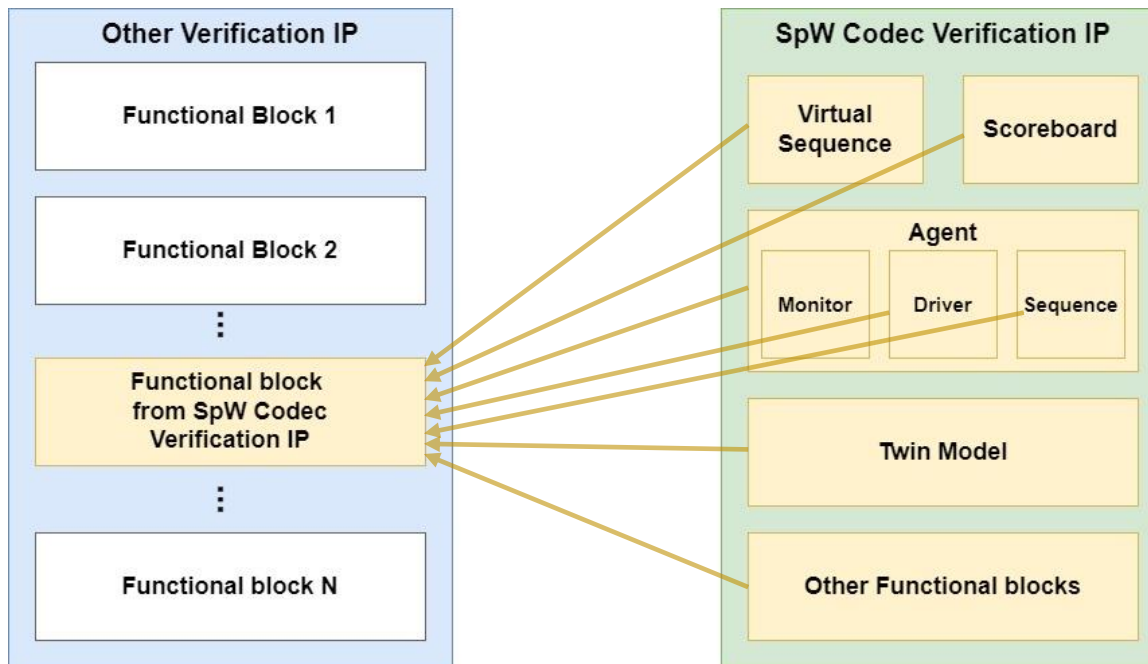 Other Verification IP
Functional Block 1
Functional Block 2
⋮
Functional block
from SpW Codec
Verification IP
⋮
Functional block N
SpW Codec Verification IP
Virtual
Sequence
Scoreboard
Agent
Monitor
Driver
Sequence
Twin Model
Other Functional blocks